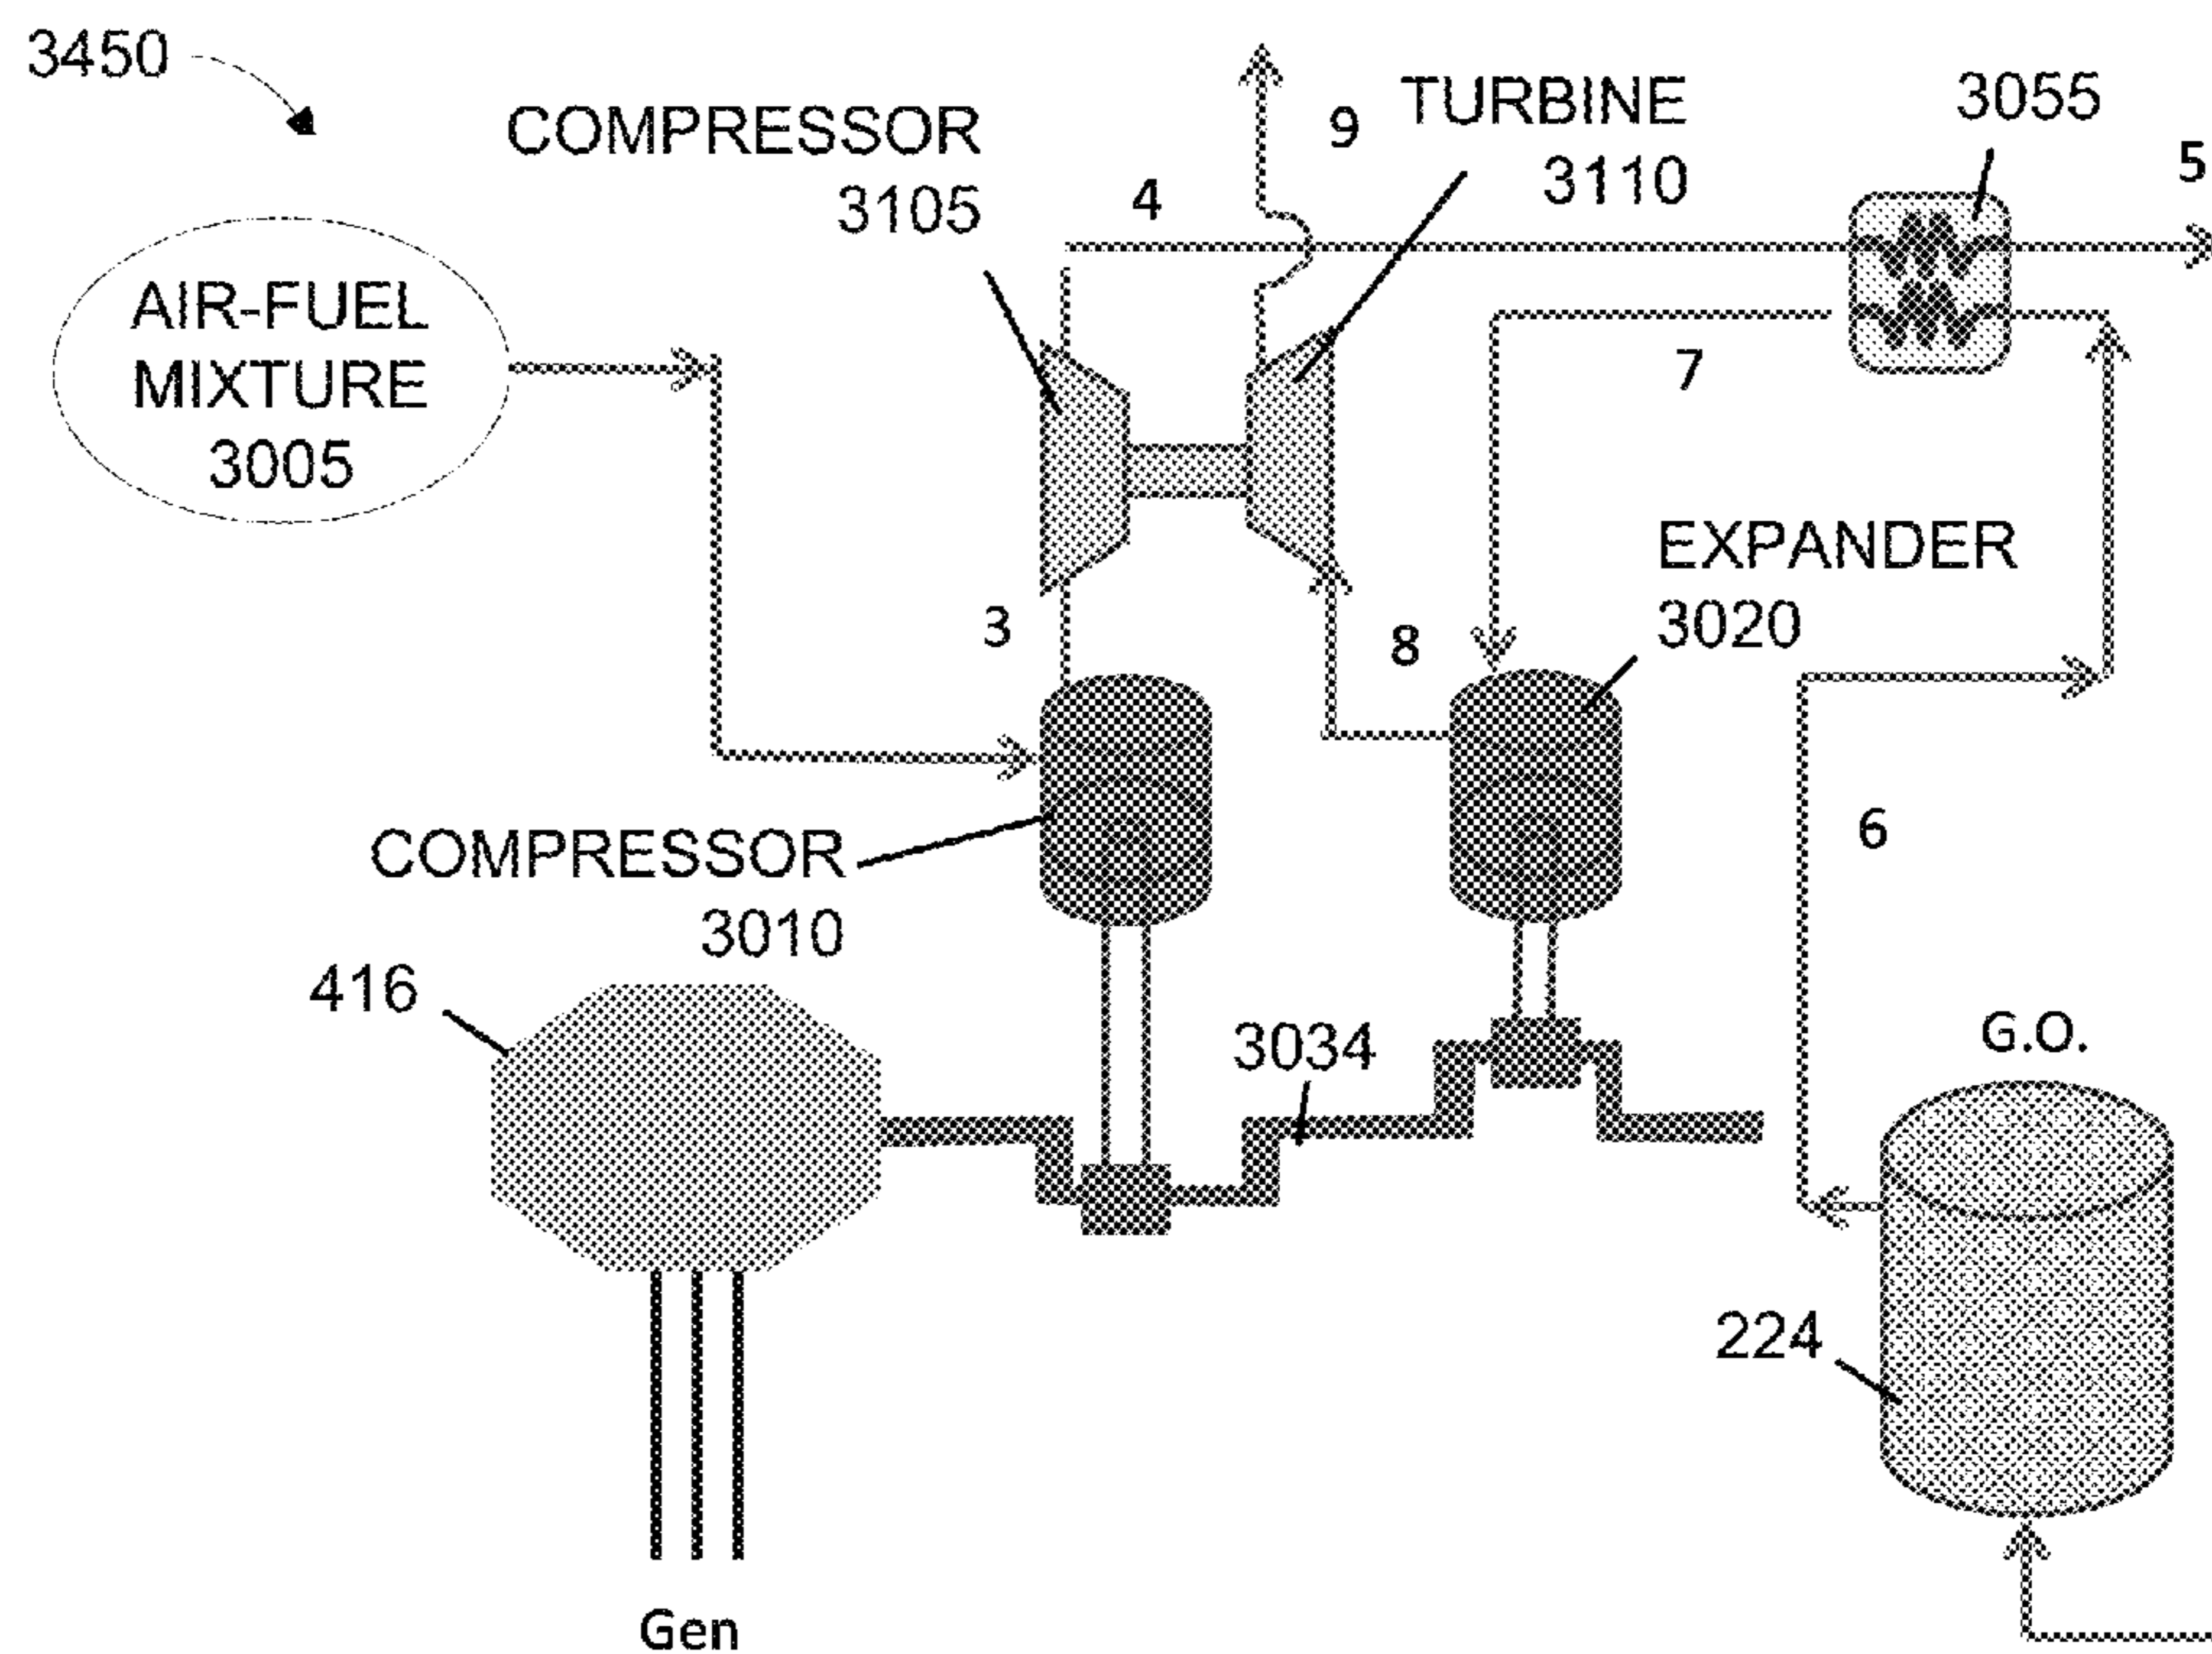 3450
COMPRESSOR
3105
9
TURBINE
3110
3055
5
4
AIR-FUEL
MIXTURE
3005
7
EXPANDER
3020
3
8
6
COMPRESSOR
3010
416
3034
G.O.
224
Gen